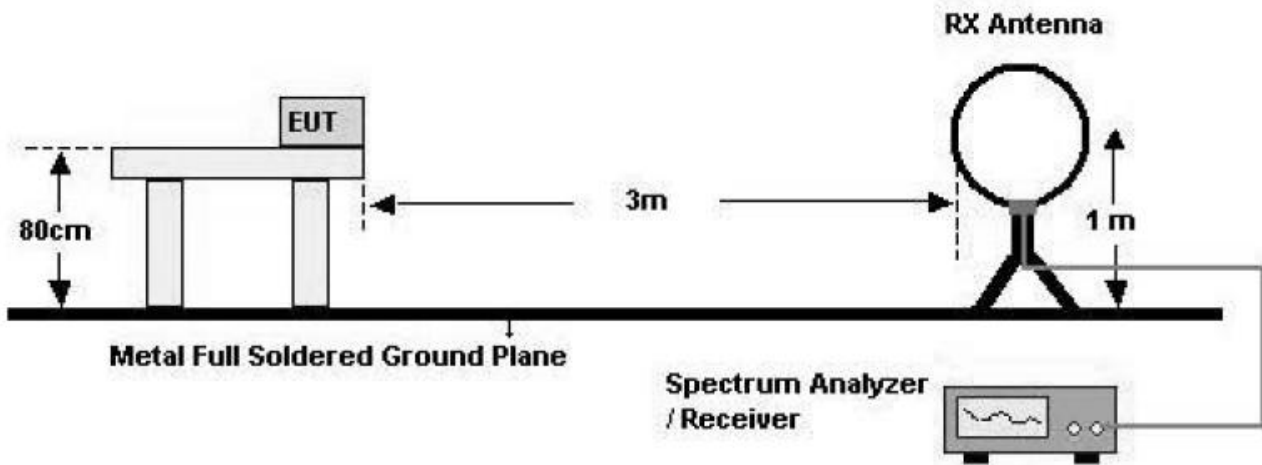 RX Antenna
EUT
3m
80cm
1 m
Metal Full Soldered Ground Plane
Spectrum Analyzer
/ Receiver